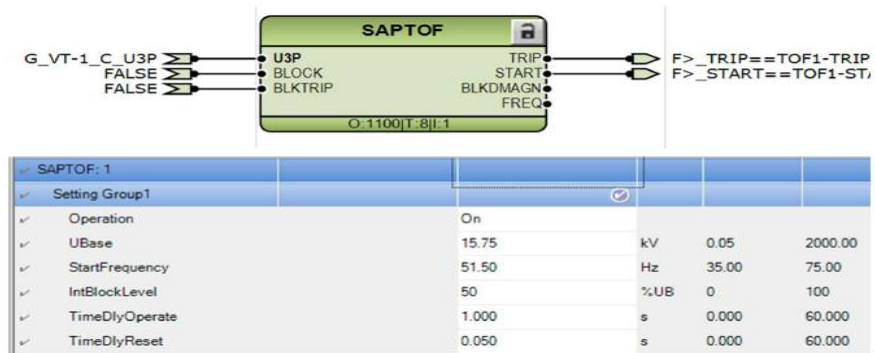 SAPTOF
G_VT-1_C_U3P U3P TRIP F>_TRIP==TOF1-TRIP
FALSE BLOCK START F>_START==TOF1-STA
FALSE BLKTRIP BLKDMAGN
FREQ
O:1100|T:8|I:1
SAPTOF: 1
Setting Group1
Operation On
UBase 15.75 kV 0.05 2000.00
StartFrequency 51.50 Hz 35.00 75.00
IntBlockLevel 50 %UB 0 100
TimeDlyOperate 1.000 s 0.000 60.000
TimeDlyReset 0.050 s 0.000 60.000